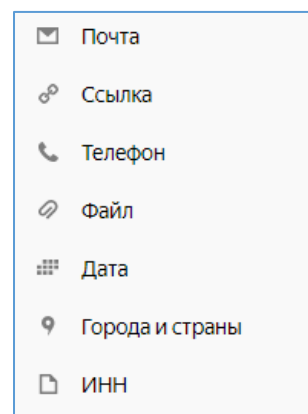 Почта
Ссылка
Телефон
Файл
Дата
Города и страны
ИНН